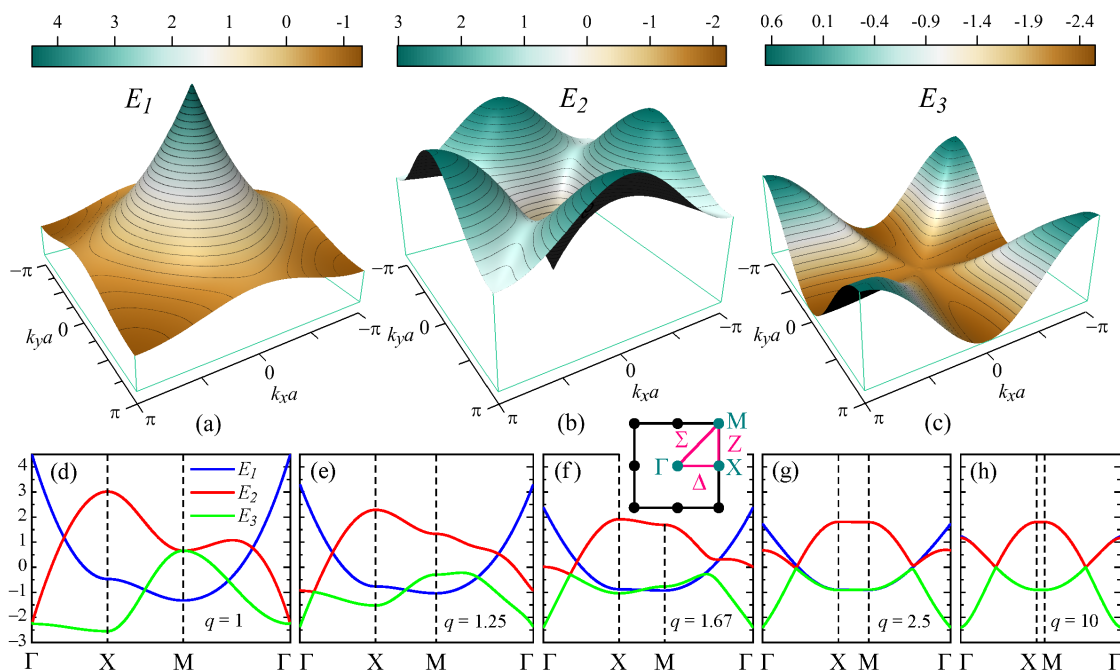 4 3 2 1 0 -1
3 2 1 0 -1 -2
0.6 0.1 -0.4 -0.9 -1.4 -1.9 -2.4
E1 E2 E3
−π 0 π kya π 0 −π kxa
−π 0 π kya π 0 −π kxa
−π 0 π kya π 0 −π kxa
(a) (b) (c)
M
Σ Z
Γ X
Δ
(d) (e) (f) (g) (h)
E1
E2
E3
4
3
2
1
0
−1
−2
−3
q = 1 q = 1.25 q = 1.67 q = 2.5 q = 10
Γ X M Γ X M Γ X M Γ X M Γ X M Γ